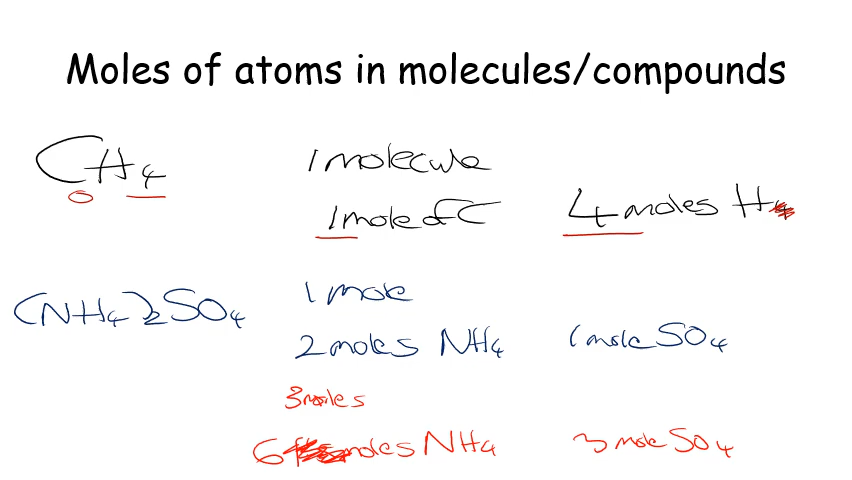 Moles of atoms in molecules/compounds
CH4 1 molecule
1 mole of C 4 moles H
(NH4)2SO4 1 mole
2 moles NH4 1 mole SO4
3 moles
6 moles NH4 3 mole SO4